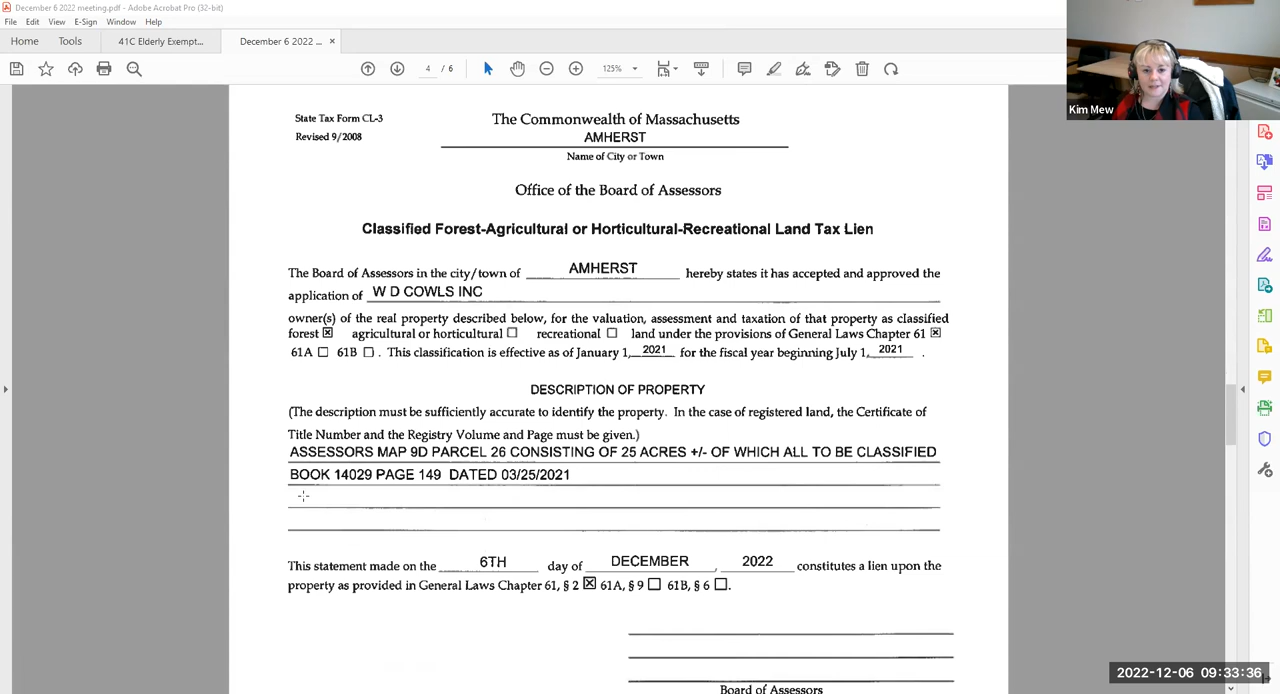 December 6 2022 meeting.pdf - Adobe Acrobat Pro (32-bit)
File Edit View E-Sign Window Help
Home Tools 41C Elderly Exempt... December 6 2022 ... ×
4 / 6 125%
Kim Mew
State Tax Form CL-3
Revised 9/2008
The Commonwealth of Massachusetts
AMHERST
Name of City or Town
Office of the Board of Assessors
Classified Forest-Agricultural or Horticultural-Recreational Land Tax Lien
The Board of Assessors in the city/town of AMHERST hereby states it has accepted and approved the
application of W D COWLS INC
owner(s) of the real property described below, for the valuation, assessment and taxation of that property as classified
forest ☒ agricultural or horticultural ☐ recreational ☐ land under the provisions of General Laws Chapter 61 ☒
61A ☐ 61B ☐ . This classification is effective as of January 1, 2021 for the fiscal year beginning July 1, 2021 .
DESCRIPTION OF PROPERTY
(The description must be sufficiently accurate to identify the property. In the case of registered land, the Certificate of
Title Number and the Registry Volume and Page must be given.)
ASSESSORS MAP 9D PARCEL 26 CONSISTING OF 25 ACRES +/- OF WHICH ALL TO BE CLASSIFIED
BOOK 14029 PAGE 149 DATED 03/25/2021
This statement made on the 6TH day of DECEMBER , 2022 constitutes a lien upon the
property as provided in General Laws Chapter 61, § 2 ☒ 61A, § 9 ☐ 61B, § 6 ☐.
Board of Assessors
2022-12-06 09:33:36